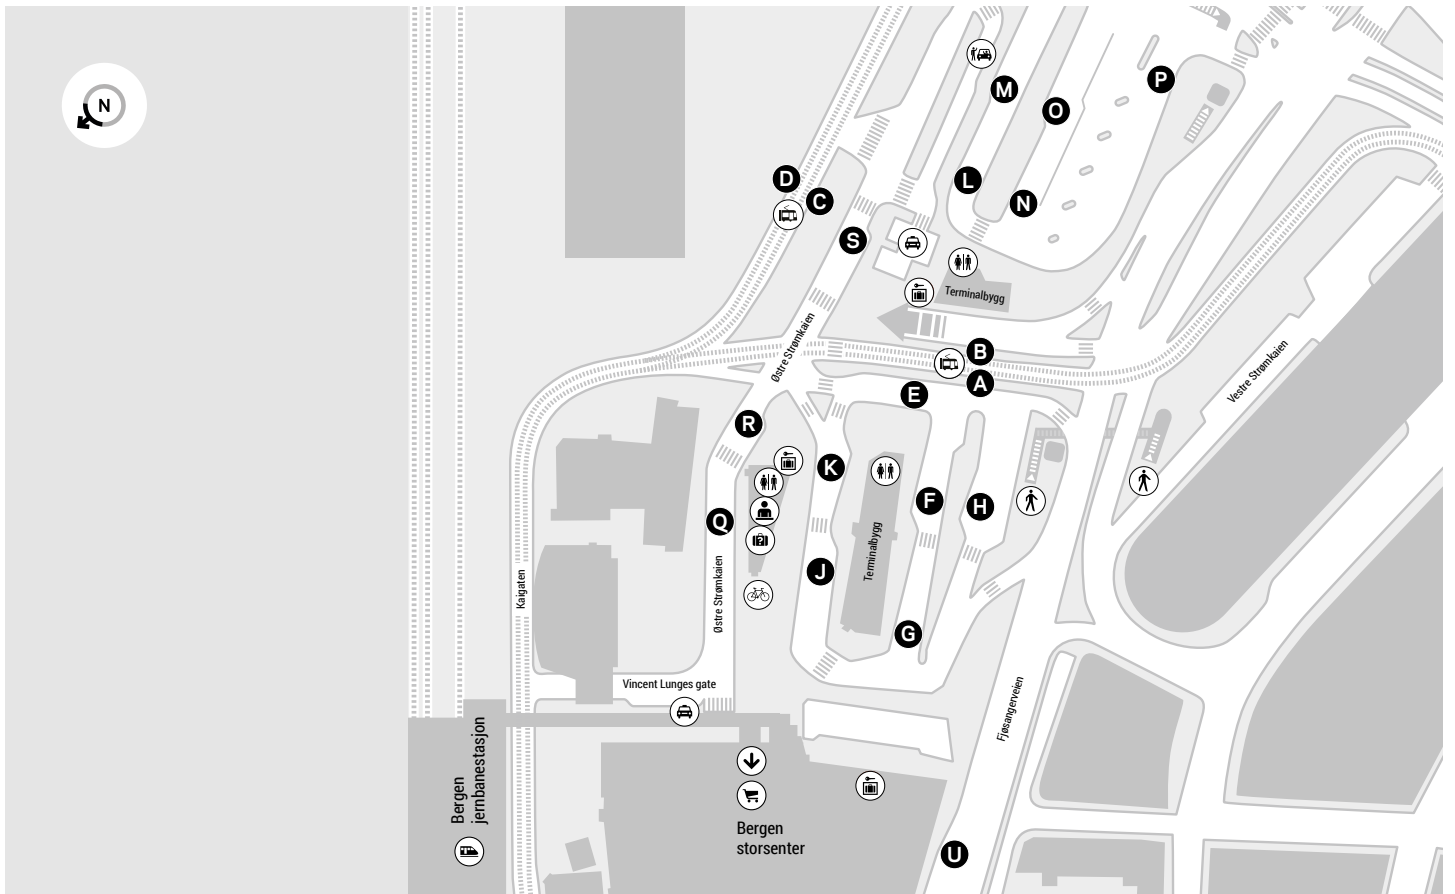 M
P
N
O
D
L
C
N
S
Terminalbygg
Østre Strømkaien
B
A
Vestre Strømkaien
E
R
K
F
H
Q
Terminalbygg
J
Kaigaten
Østre Strømkaien
G
Vincent Lunges gate
Fjøsangerveien
Bergen
jernbanestasjon
Bergen
storsenter
U